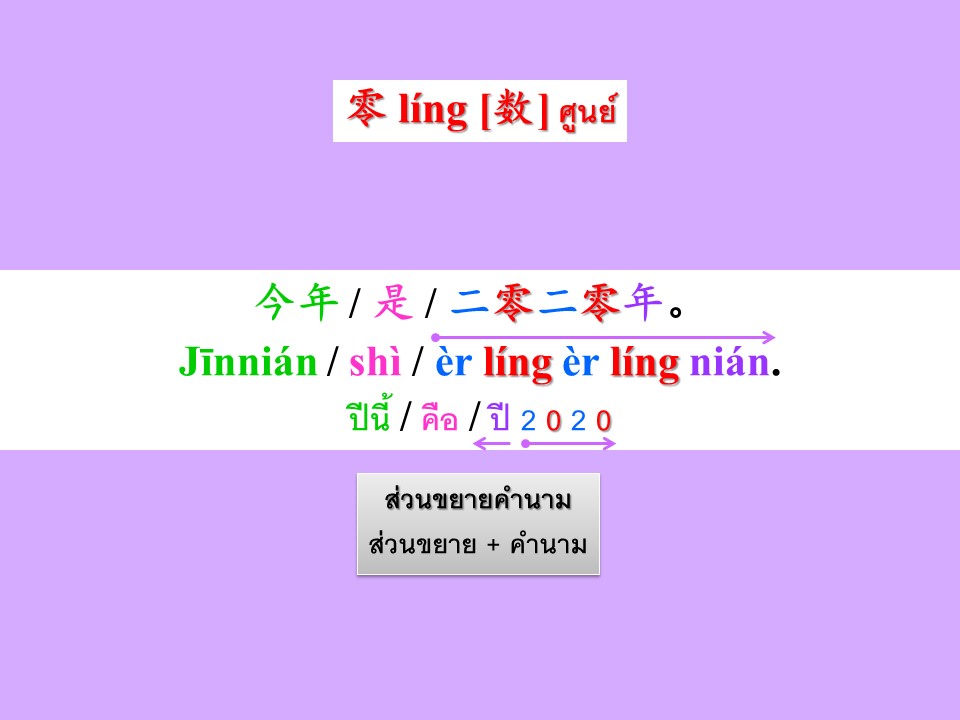 零 líng [数] ศูนย์
今年 / 是 / 二零二零年。
Jīnnián / shì / èr líng èr líng nián.
ปีนี้ / คือ / ปี 2 0 2 0
ส่วนขยายคำนาม
ส่วนขยาย + คำนาม